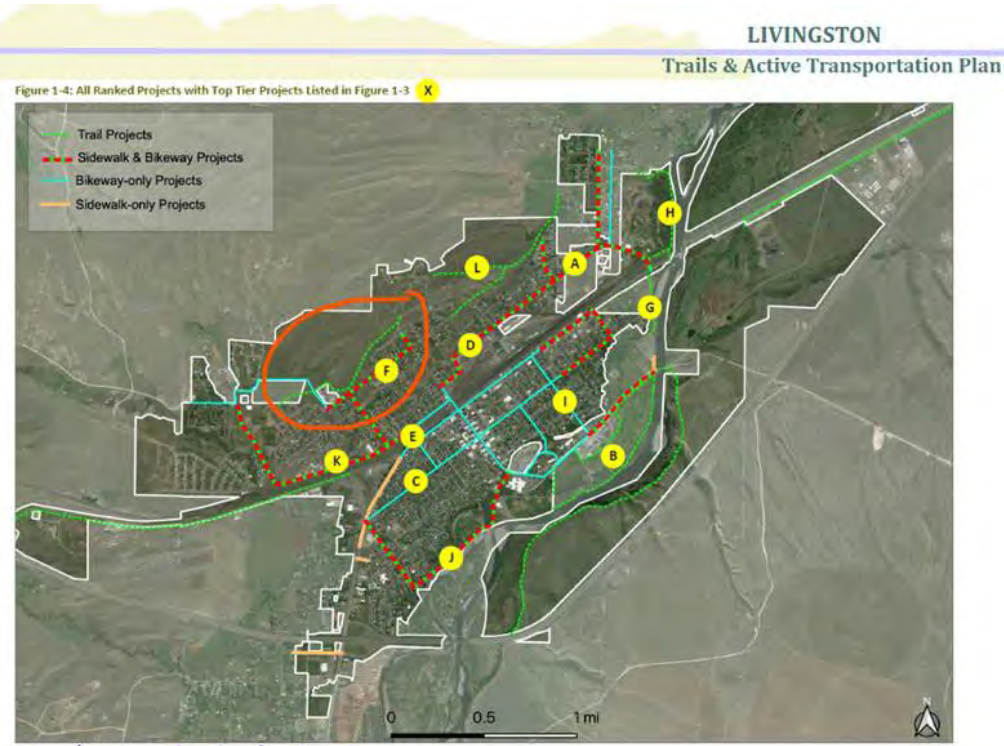 LIVINGSTON
Trails & Active Transportation Plan
Figure 1-4: All Ranked Projects with Top Tier Projects Listed in Figure 1-3 X
Trail Projects
Sidewalk & Bikeway Projects
Bikeway-only Projects
Sidewalk-only Projects
H
A
L
G
D
F
I
E
B
K
C
J
N
0 0.5 1 mi